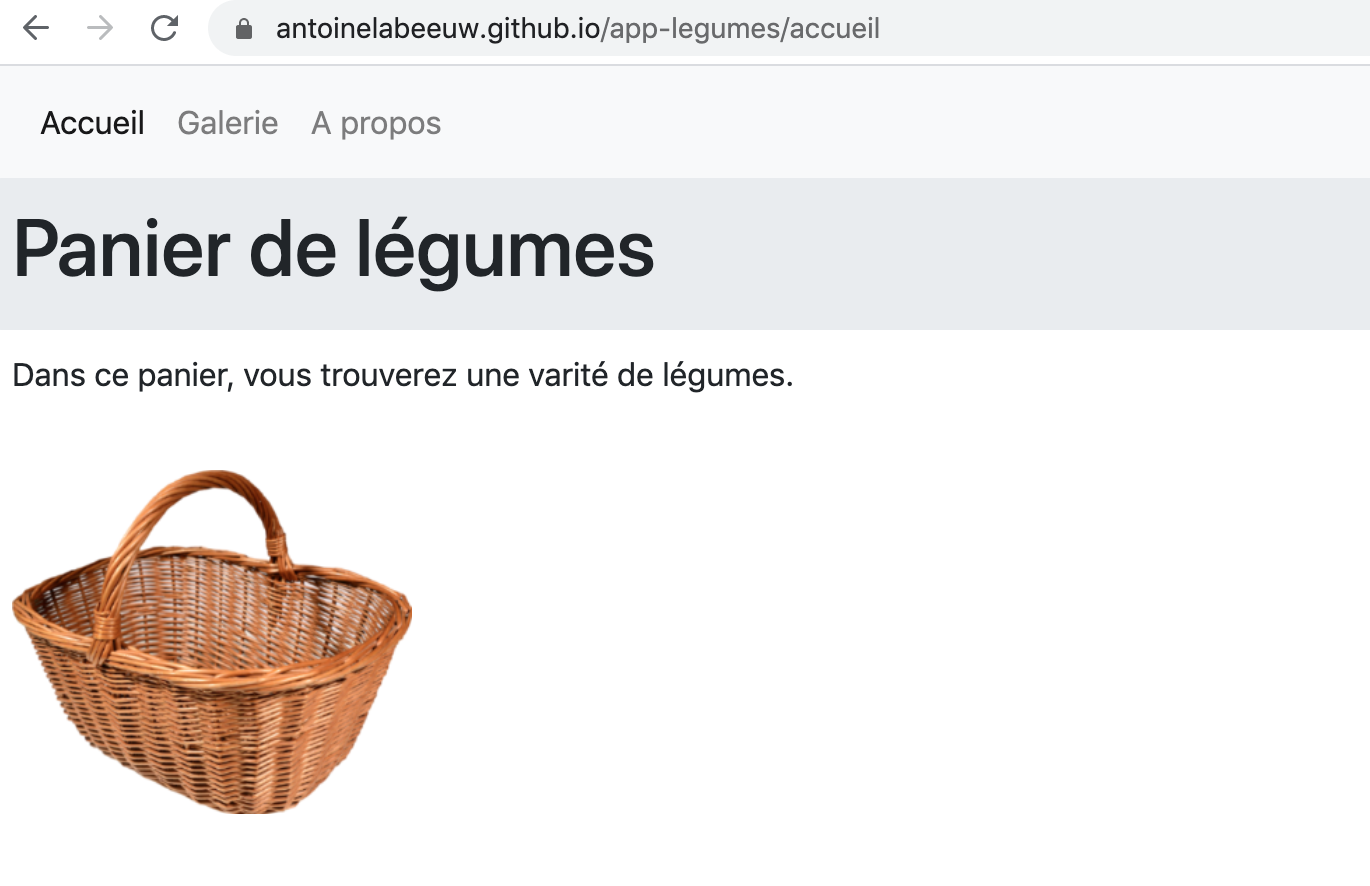 antoinelabeeuw.github.io/app-legumes/accueil
Accueil Galerie A propos
Panier de légumes
Dans ce panier, vous trouverez une varité de légumes.